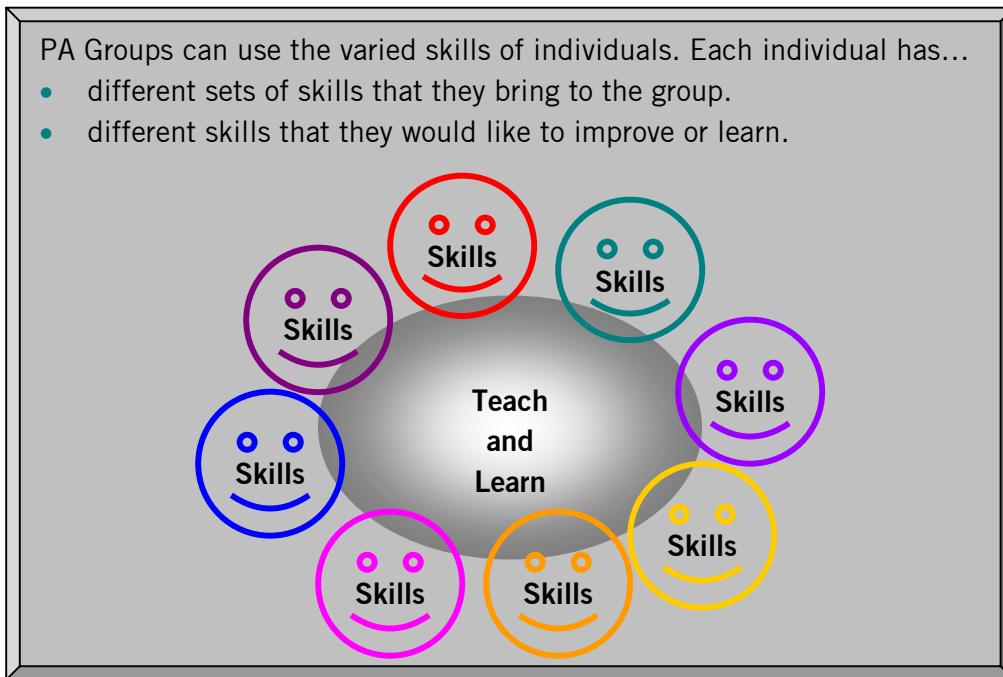 PA Groups can use the varied skills of individuals. Each individual has…
• different sets of skills that they bring to the group.
• different skills that they would like to improve or learn.
Skills
Skills
Skills
Skills
Teach
and
Learn
Skills
Skills
Skills
Skills